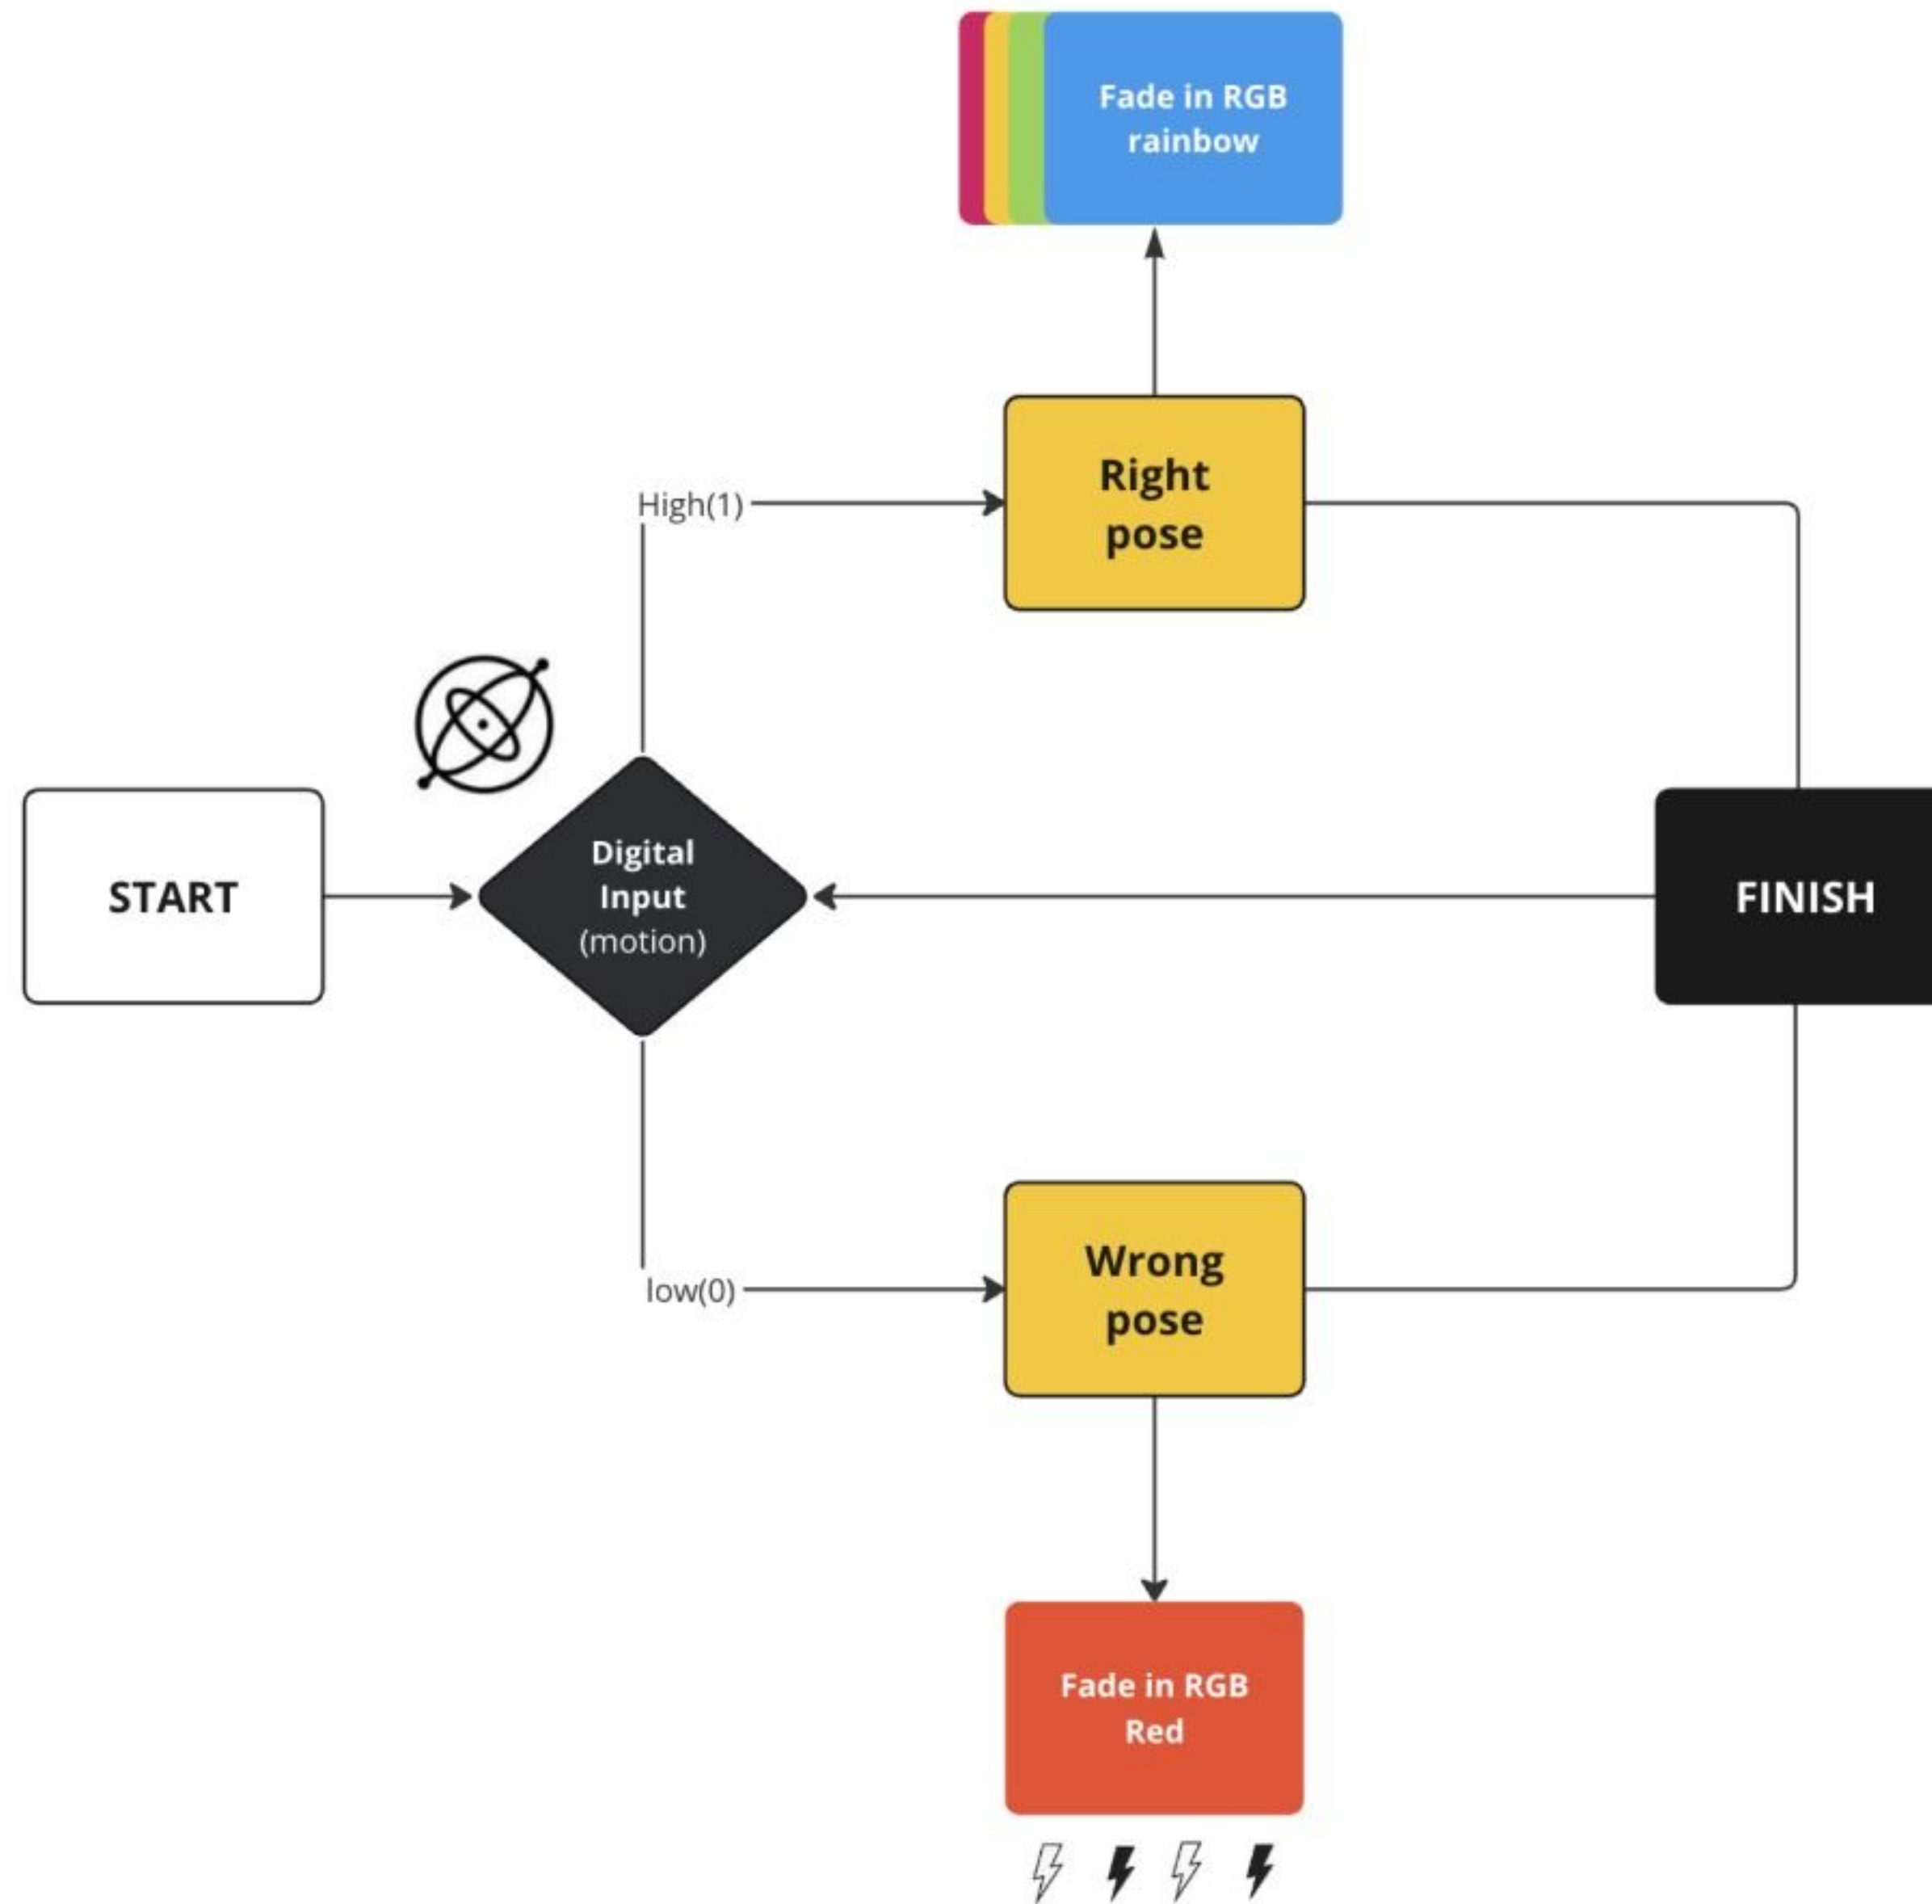 Fade in RGB
rainbow
High(1)
Right
pose
START
Digital
Input
(motion)
FINISH
low(0)
Wrong
pose
Fade in RGB
Red